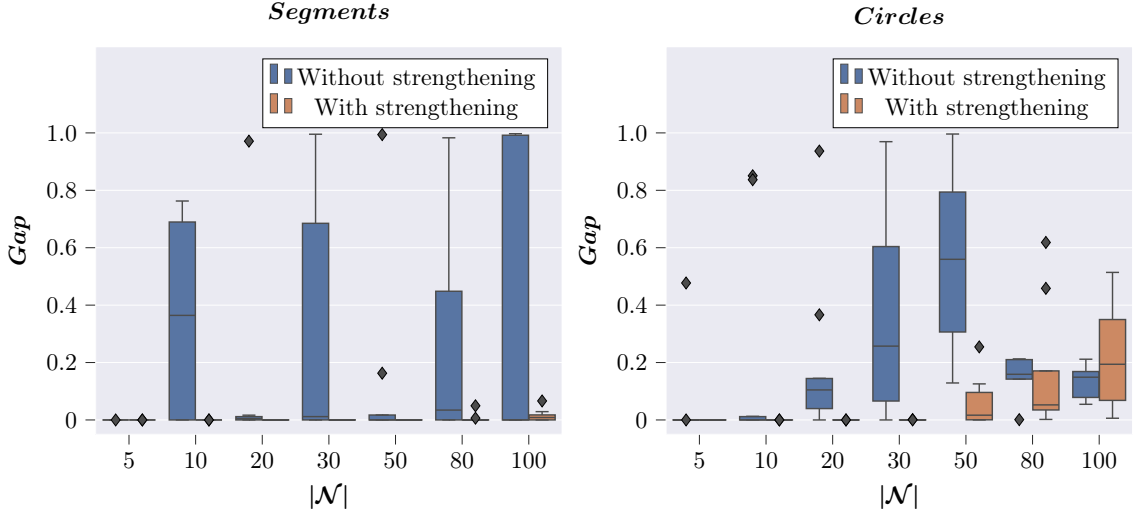 Segments
Without strengthening
With strengthening
1.0
0.8
0.6
0.4
0.2
0
Gap
5 10 20 30 50 80 100
|𝒩|
Circles
Without strengthening
With strengthening
1.0
0.8
0.6
0.4
0.2
0
Gap
5 10 20 30 50 80 100
|𝒩|